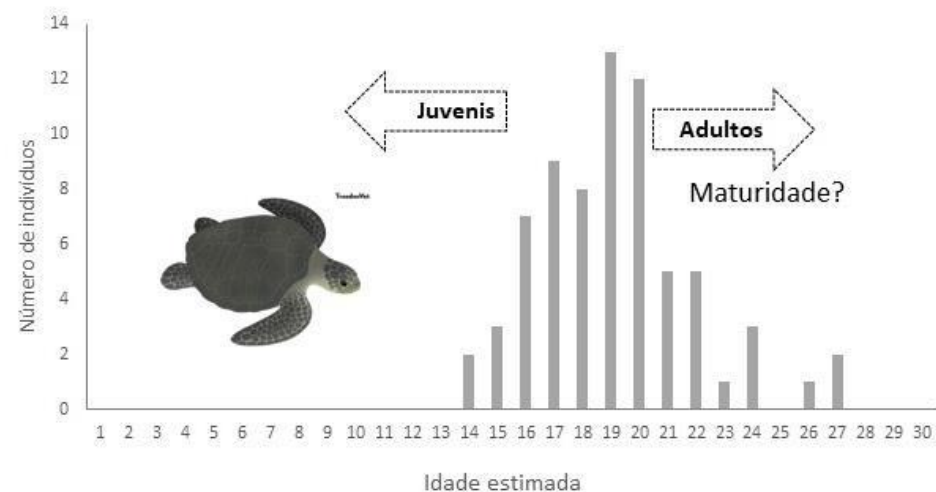 14
12
10
8
6
4
2
0
Número de indivíduos
Juvenis
Adultos
Maturidade?
1 2 3 4 5 6 7 8 9 10 11 12 13 14 15 16 17 18 19 20 21 22 23 24 25 26 27 28 29 30
Idade estimada